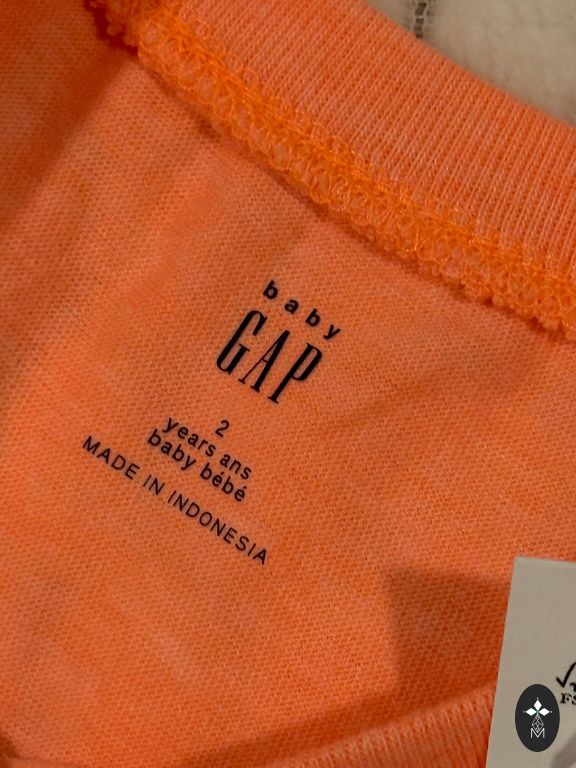 baby
GAP
2
years ans
baby bébé
MADE IN INDONESIA
M